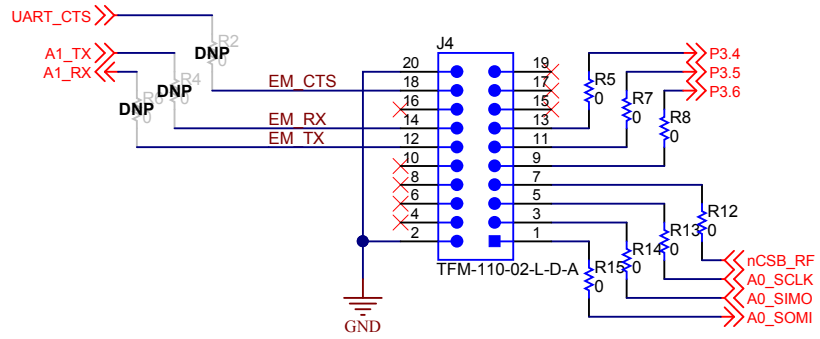 UART_CTS
R2
DNP
0
A1_TX
A1_RX
R4
DNP
0
R6
DNP
0
EM_CTS
EM_RX
EM_TX
J4
20
18
16
14
12
10
8
6
4
2
19
17
15
13
11
9
7
5
3
1
TFM-110-02-L-D-A
GND
R5
0
R7
0
R8
0
P3.4
P3.5
P3.6
R12
0
R13
0
R14
0
R15
0
nCSB_RF
A0_SCLK
A0_SIMO
A0_SOMI